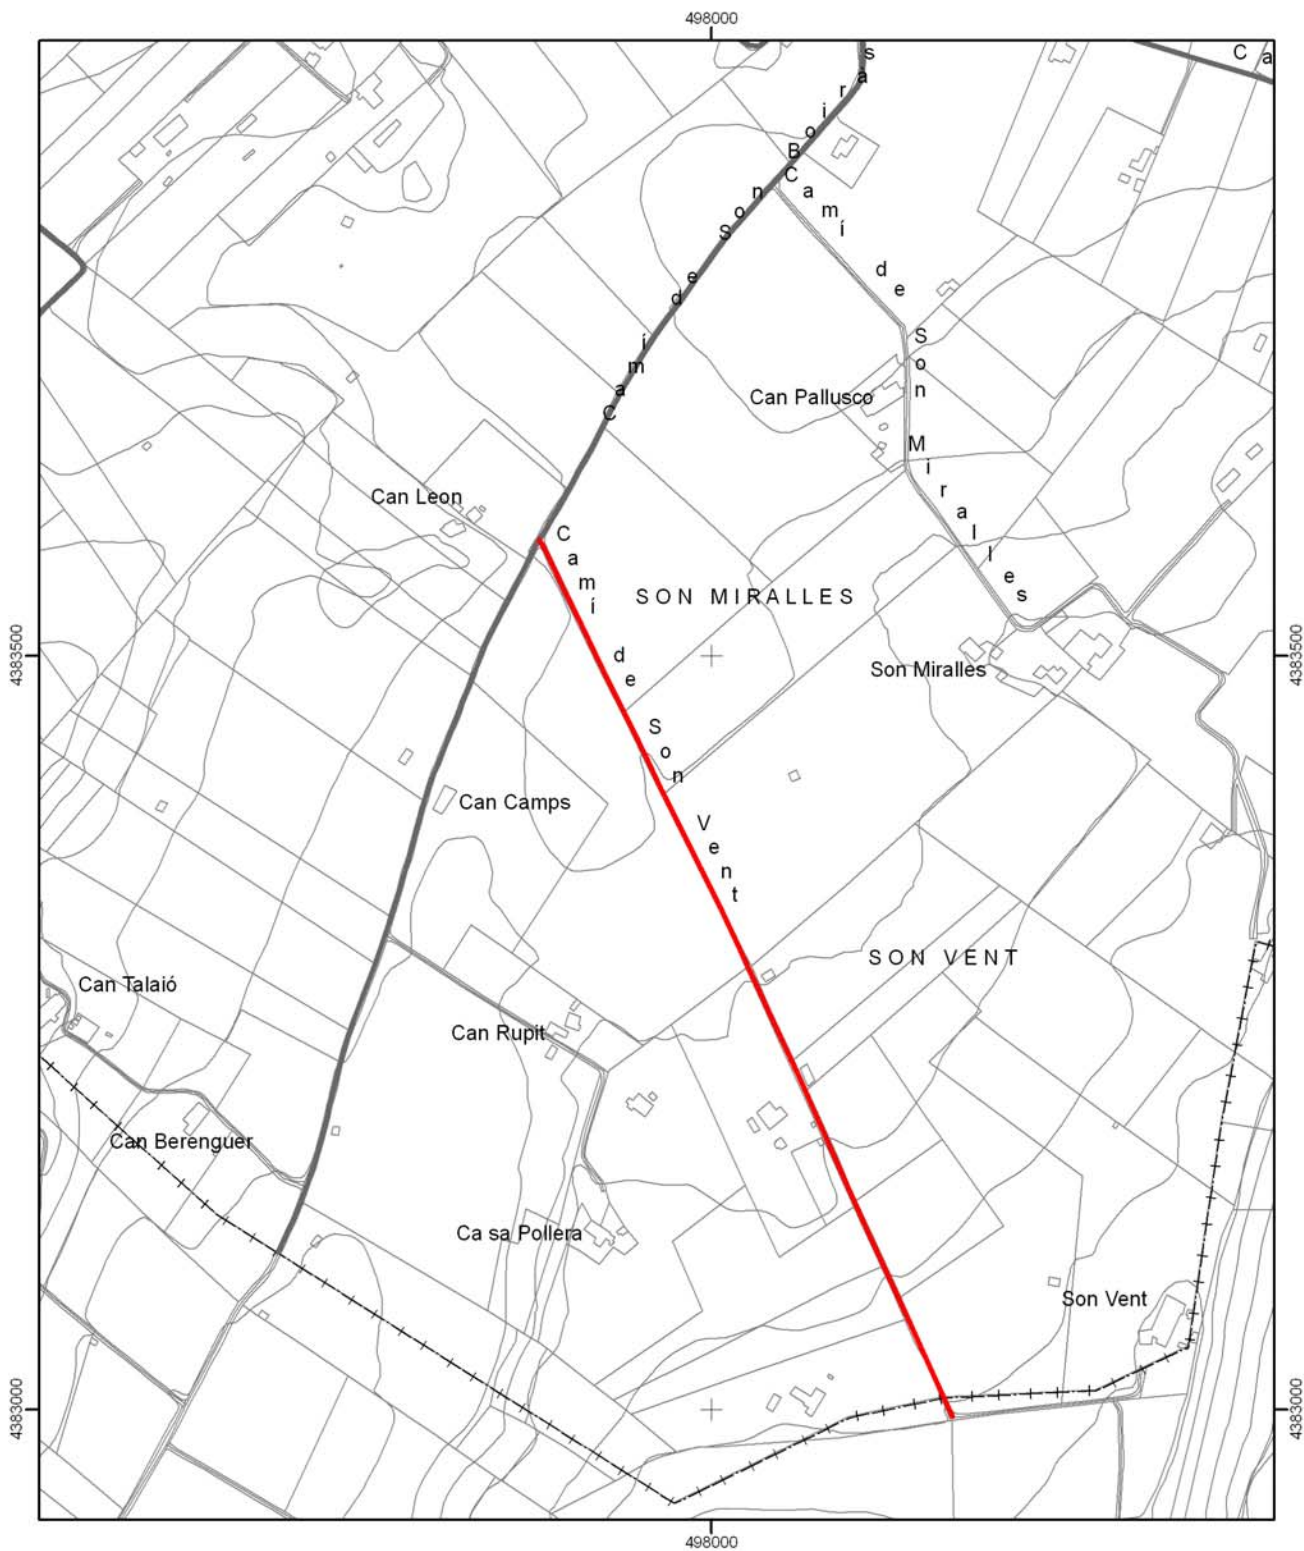 498000
Ca
Camí de Son Boirà s
Camí de Son Miralles
Can Pallusco
Can Leon
Camí de Son Vent
SON MIRALLES
4383500
4383500
Son Miralles
Can Camps
SON VENT
Can Talaió
Can Rupit
Can Berenguer
Ca sa Pollera
Son Vent
4383000
4383000
498000